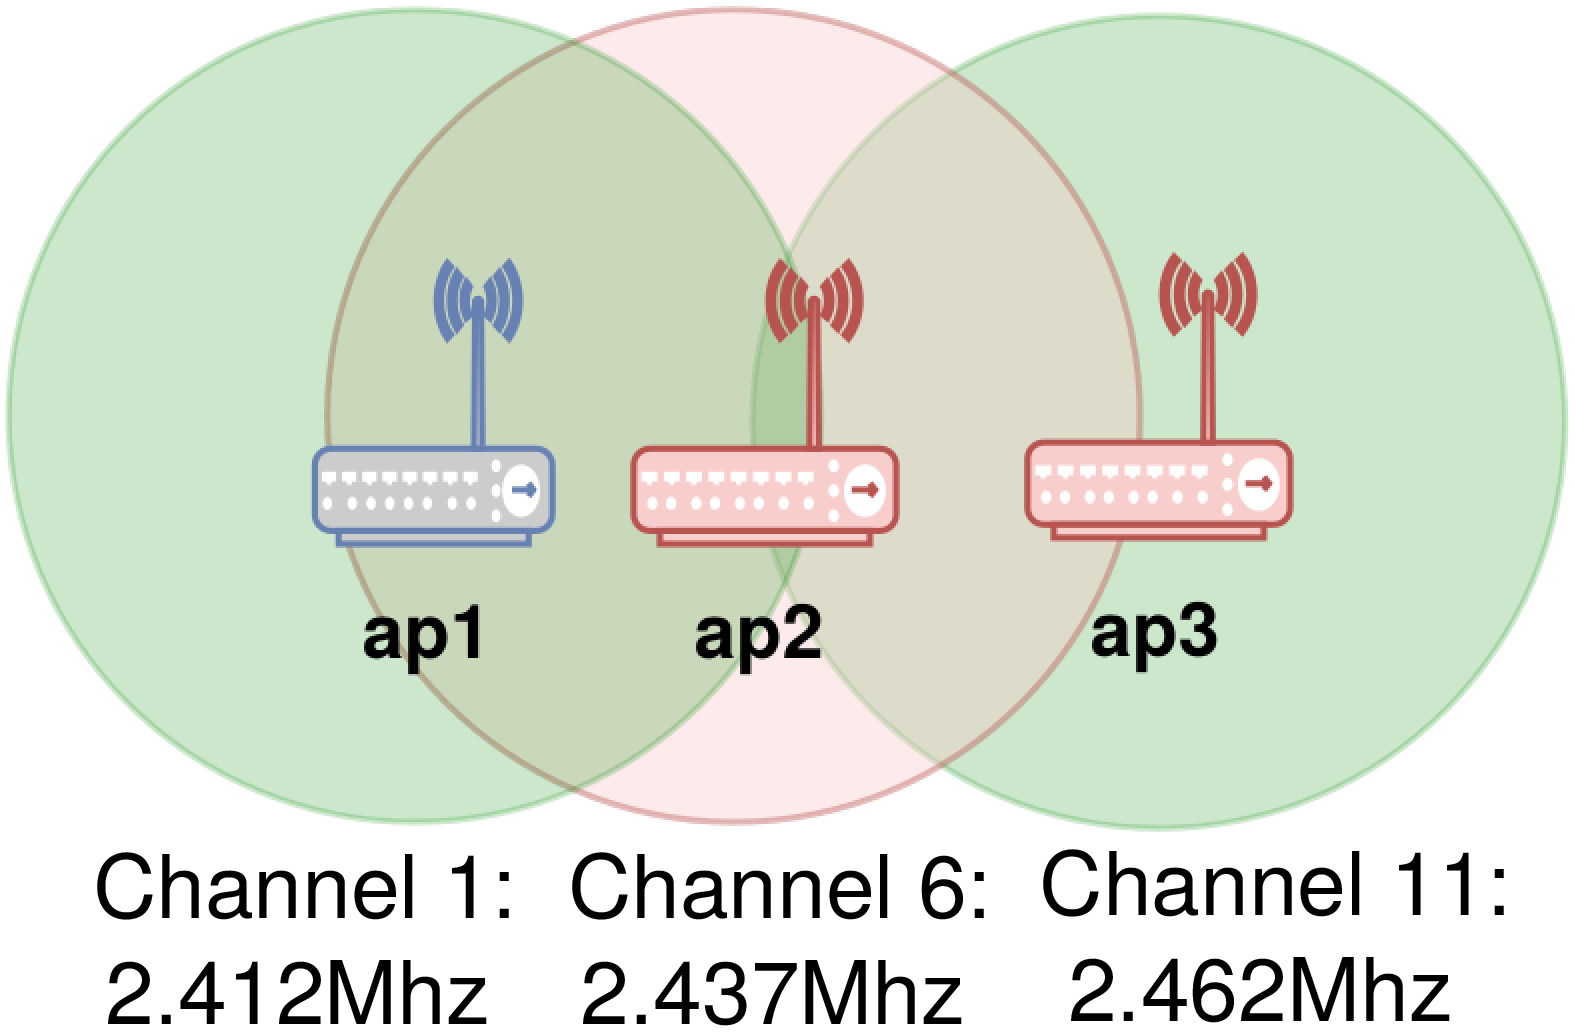 ap1
ap2
ap3
Channel 1:
2.412Mhz
Channel 6:
2.437Mhz
Channel 11:
2.462Mhz